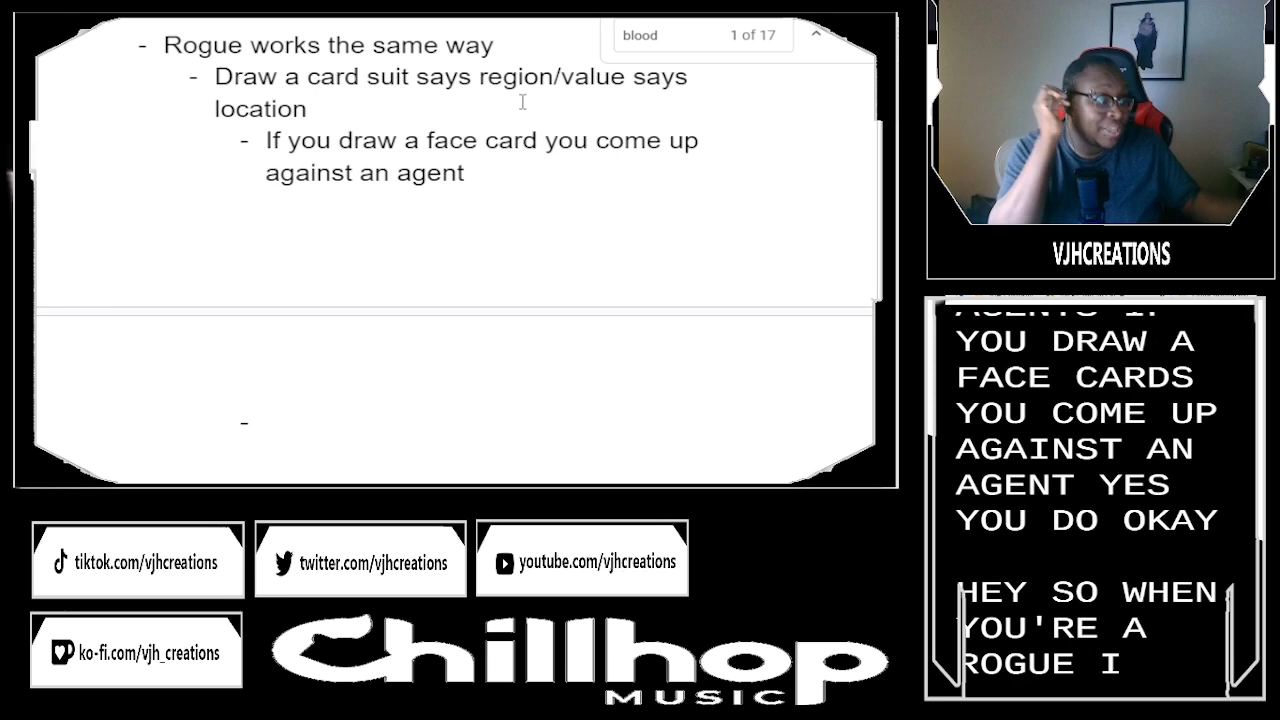 - Rogue works the same way
- Draw a card suit says region/value says
location
- If you draw a face card you come up
against an agent
-
blood 1 of 17
VJHCREATIONS
YOU DRAW A
FACE CARDS
YOU COME UP
AGAINST AN
AGENT YES
YOU DO OKAY
HEY SO WHEN
YOU'RE A
ROGUE I
tiktok.com/vjhcreations
twitter.com/vjhcreations
youtube.com/vjhcreations
ko-fi.com/vjh_creations
Chillhop
MUSIC